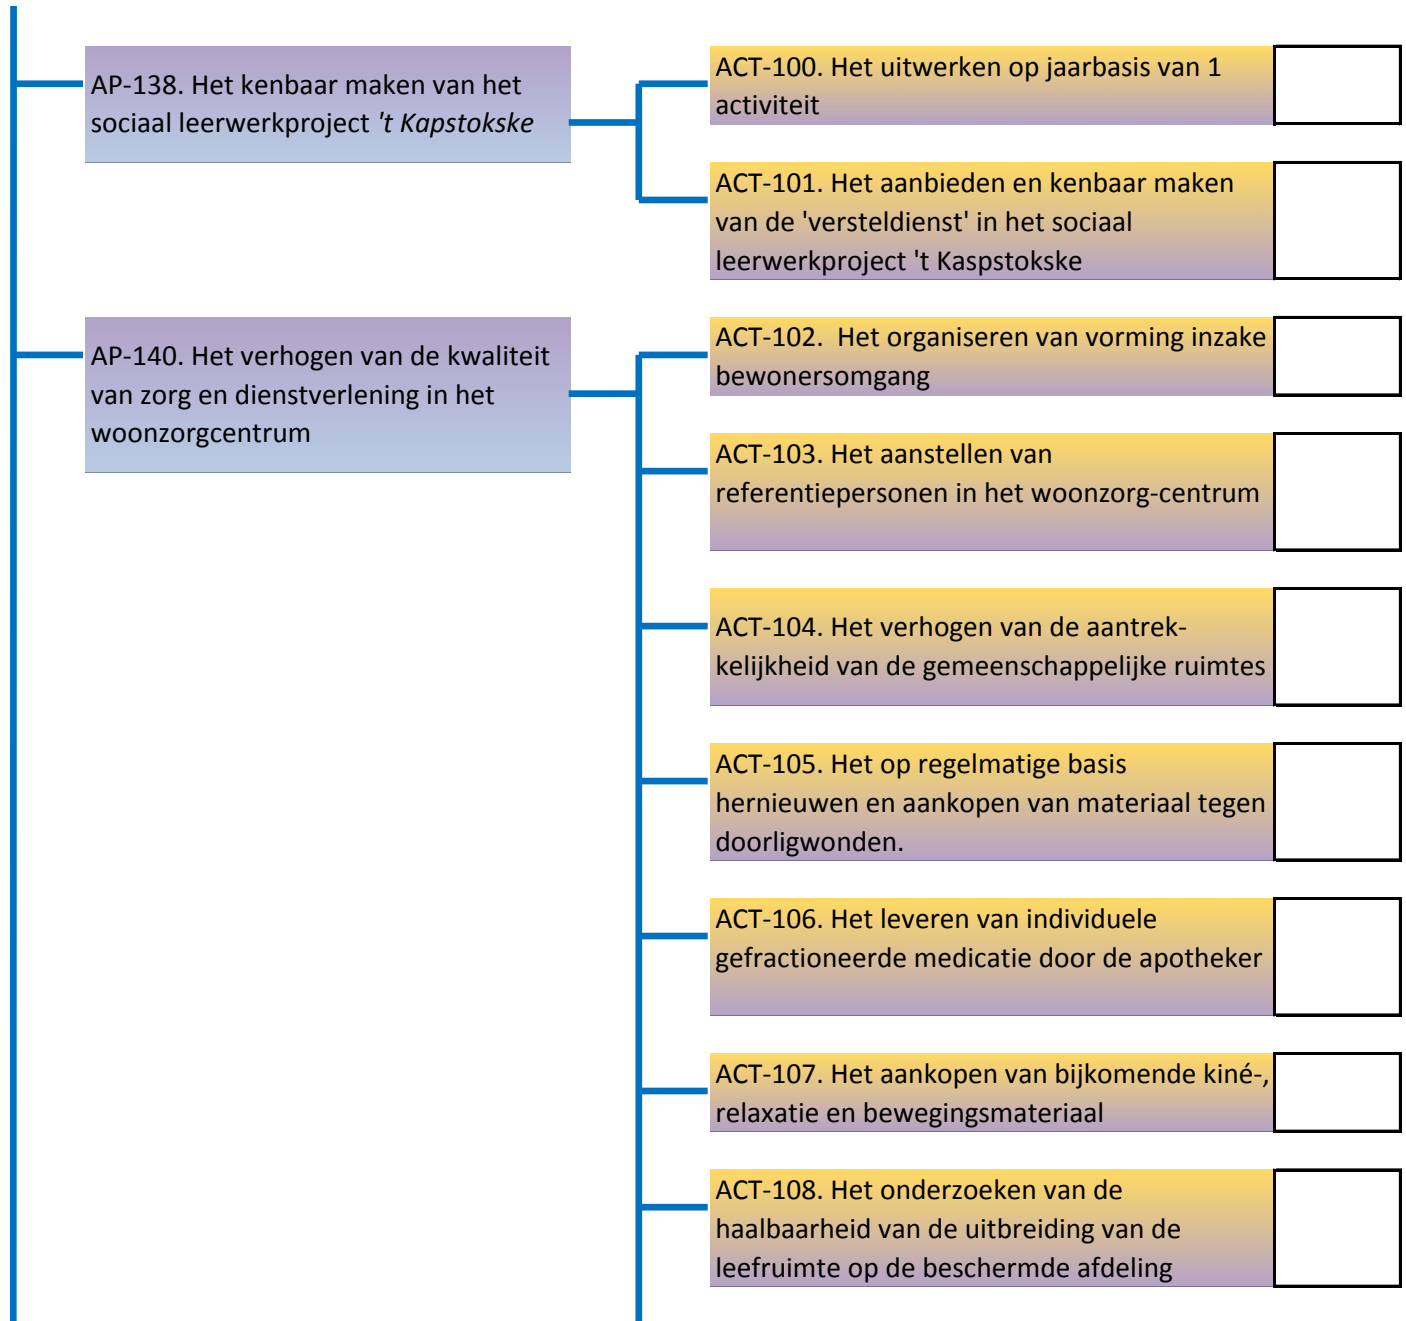 AP-138. Het kenbaar maken van het
sociaal leerwerkproject 't Kapstokske
ACT-100. Het uitwerken op jaarbasis van 1
activiteit
ACT-101. Het aanbieden en kenbaar maken
van de 'versteldienst' in het sociaal
leerwerkproject 't Kaspstokske
AP-140. Het verhogen van de kwaliteit
van zorg en dienstverlening in het
woonzorgcentrum
ACT-102.  Het organiseren van vorming inzake
bewonersomgang
ACT-103. Het aanstellen van
referentiepersonen in het woonzorg-centrum
ACT-104. Het verhogen van de aantrek-
kelijkheid van de gemeenschappelijke ruimtes
ACT-105. Het op regelmatige basis
hernieuwen en aankopen van materiaal tegen
doorligwonden.
ACT-106. Het leveren van individuele
gefractioneerde medicatie door de apotheker
ACT-107. Het aankopen van bijkomende kiné-,
relaxatie en bewegingsmateriaal
ACT-108. Het onderzoeken van de
haalbaarheid van de uitbreiding van de
leefruimte op de beschermde afdeling